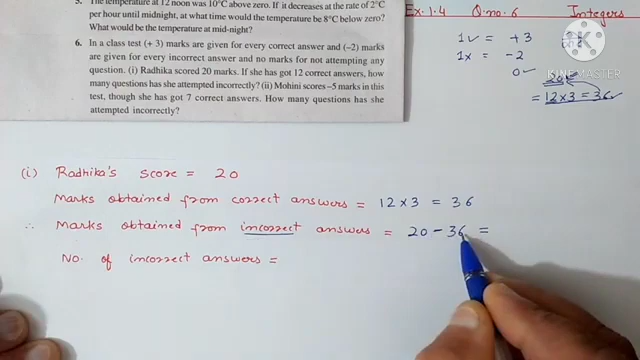 5. The temperature at 12 noon was 10°C above zero. If it decreases at the rate of 2°C
per hour until midnight, at what time would the temperature be 8°C below zero?
What would be the temperature at mid-night?
6. In a class test (+ 3) marks are given for every correct answer and (–2) marks
are given for every incorrect answer and no marks for not attempting any
question. (i) Radhika scored 20 marks. If she has got 12 correct answers, how
many questions has she attempted incorrectly? (ii) Mohini scores –5 marks in this
test, though she has got 7 correct answers. How many questions has she
attempted incorrectly?
Ex. 1.4 Q. no. 6 Integers
1✓ = +3
1x = -2
0✓
20
= 12×3 = 36✓
(i) Radhika's score = 20
Marks obtained from correct answers = 12 × 3 = 36
∴ Marks obtained from incorrect answers = 20 - 36 =
No. of incorrect answers =